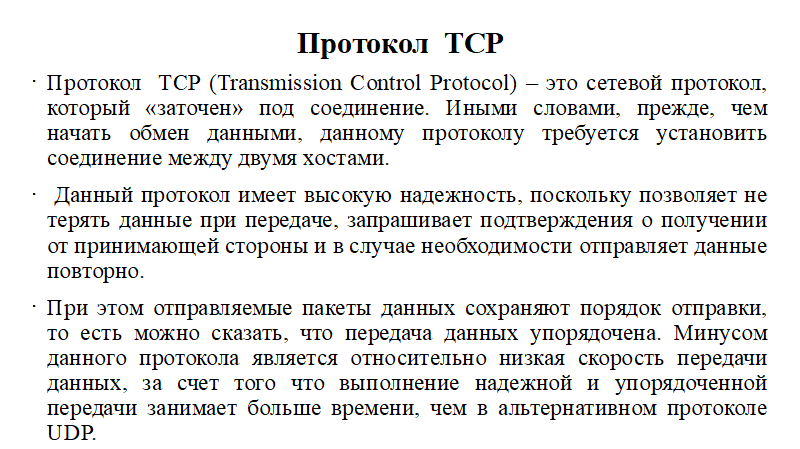 Протокол TCP
· Протокол TCP (Transmission Control Protocol) – это сетевой протокол,
который «заточен» под соединение. Иными словами, прежде, чем
начать обмен данными, данному протоколу требуется установить
соединение между двумя хостами.
· Данный протокол имеет высокую надежность, поскольку позволяет не
терять данные при передаче, запрашивает подтверждения о получении
от принимающей стороны и в случае необходимости отправляет данные
повторно.
· При этом отправляемые пакеты данных сохраняют порядок отправки,
то есть можно сказать, что передача данных упорядочена. Минусом
данного протокола является относительно низкая скорость передачи
данных, за счет того что выполнение надежной и упорядоченной
передачи занимает больше времени, чем в альтернативном протоколе
UDP.